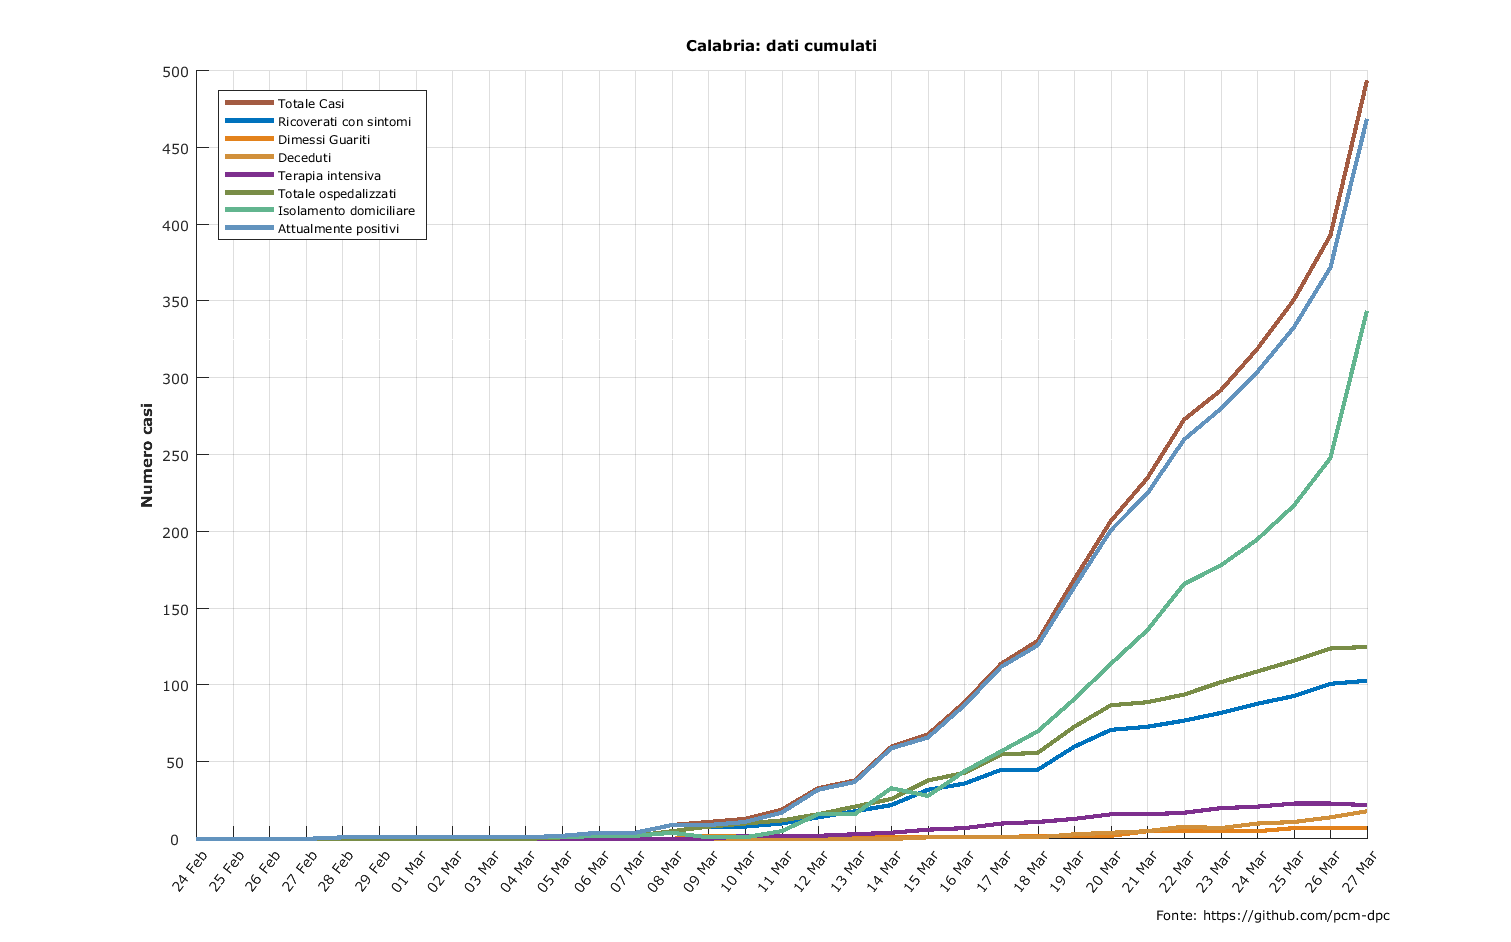 Calabria: dati cumulati
500
450
400
350
300
250
200
150
100
50
0
Numero casi
Totale Casi
Ricoverati con sintomi
Dimessi Guariti
Deceduti
Terapia intensiva
Totale ospedalizzati
Isolamento domiciliare
Attualmente positivi
24 Feb
25 Feb
26 Feb
27 Feb
28 Feb
29 Feb
01 Mar
02 Mar
03 Mar
04 Mar
05 Mar
06 Mar
07 Mar
08 Mar
09 Mar
10 Mar
11 Mar
12 Mar
13 Mar
14 Mar
15 Mar
16 Mar
17 Mar
18 Mar
19 Mar
20 Mar
21 Mar
22 Mar
23 Mar
24 Mar
25 Mar
26 Mar
27 Mar
Fonte: https://github.com/pcm-dpc